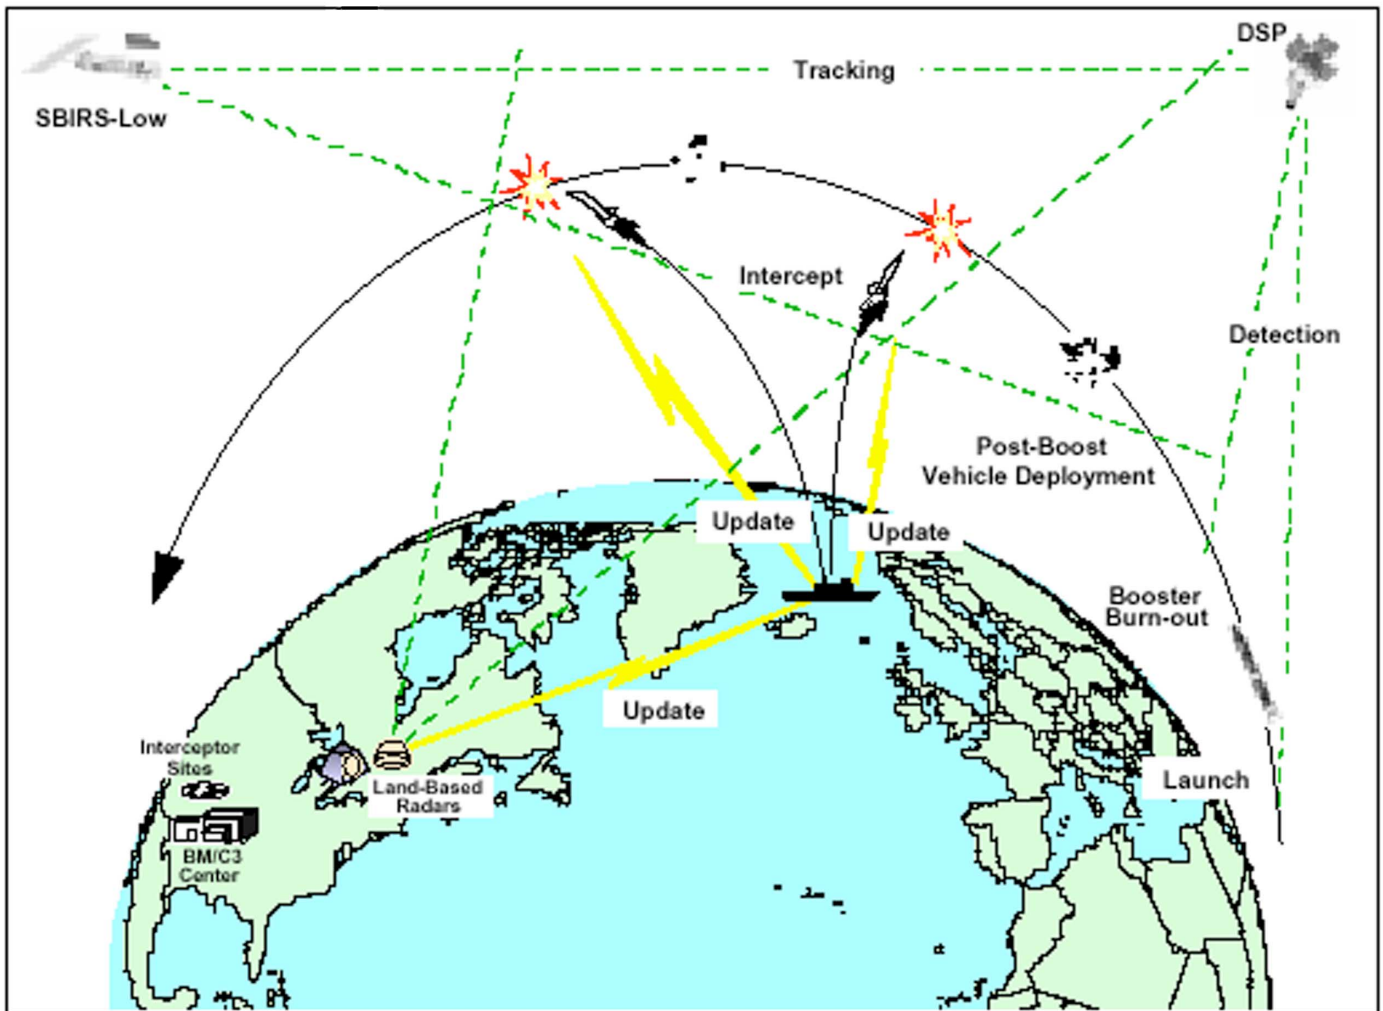 DSP
Tracking
SBIRS-Low
Intercept
Detection
Post-Boost
Vehicle Deployment
Update
Update
Booster
Burn-out
Update
Interceptor
Sites
Launch
Land-Based
Radars
BM/C3
Center